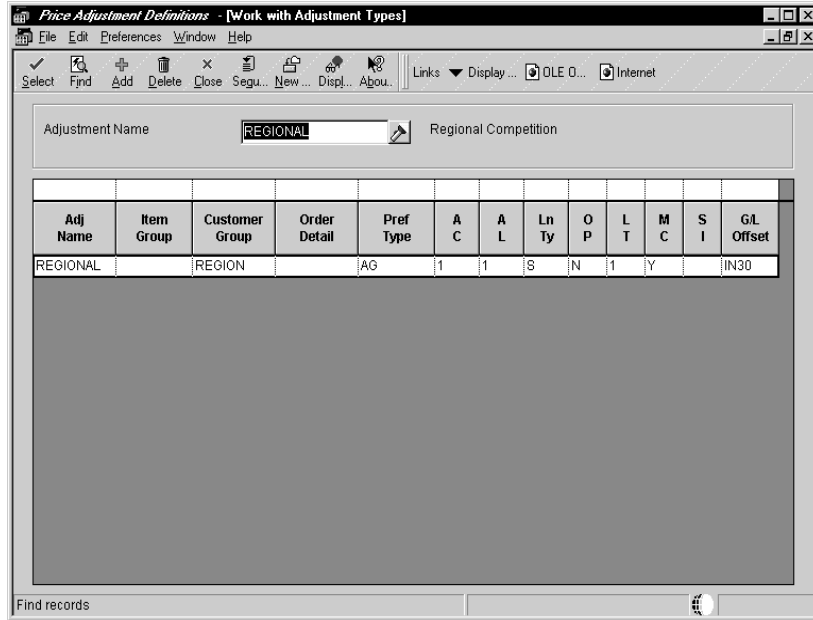 Price Adjustment Definitions - [Work with Adjustment Types]
File Edit Preferences Window Help
Select Find Add Delete Close Segu... New... Displ... Abou.. Links Display ... OLE O... Internet
Adjustment Name REGIONAL Regional Competition
Adj Name Item Group Customer Group Order Detail Pref Type A C A L Ln Ty O P L T M C S I G/L Offset
REGIONAL REGION AG 1 1 S N 1 Y IN30
Find records